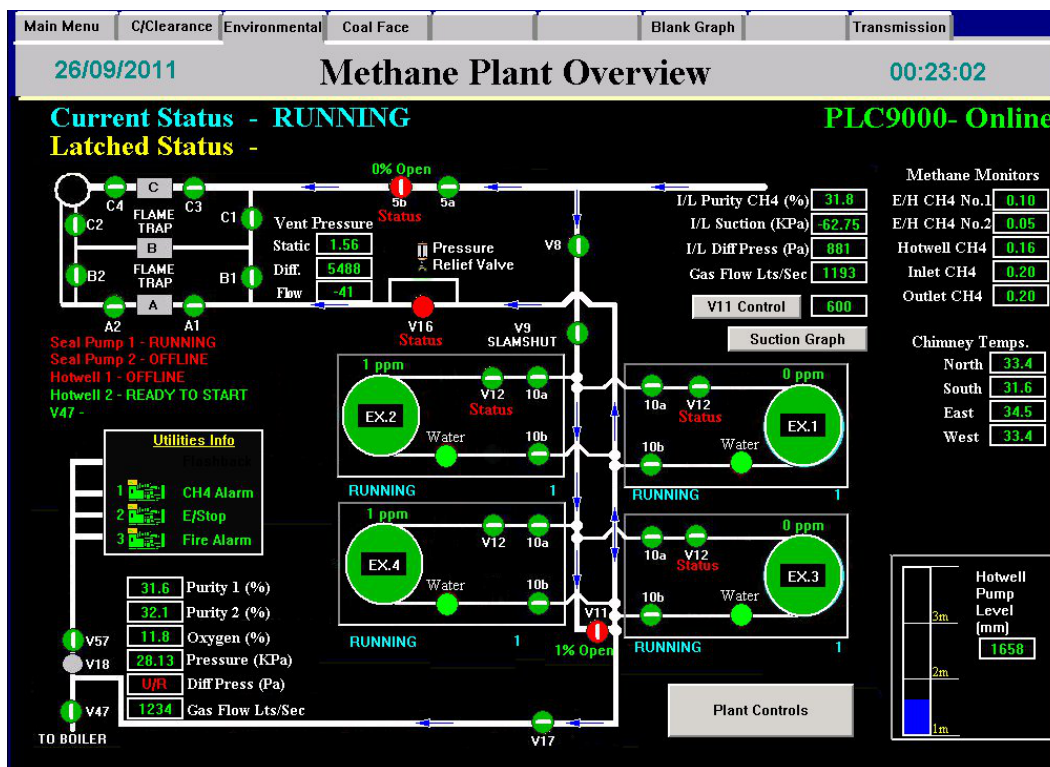 Main Menu C/Clearance Environmental Coal Face Blank Graph Transmission
26/09/2011 Methane Plant Overview 00:23:02
Current Status - RUNNING PLC9000- Online
Latched Status -
0% Open
C4 C C3 5b 5a
Status
FLAME
TRAP
C2 C1
B
B2 FLAME
TRAP B1
A
A2 A1
Vent Pressure
Static 1.56
Diff. 5488
Flow -41
Pressure
Relief Valve
V16
Status
V8
V9
SLAMSHUT
I/L Purity CH4 (%) 31.8
I/L Suction (KPa) -62.75
I/L Diff Press (Pa) 881
Gas Flow Lts/Sec 1193
V11 Control 600
Suction Graph
Methane Monitors
E/H CH4 No.1 0.10
E/H CH4 No.2 0.05
Hotwell CH4 0.16
Inlet CH4 0.20
Outlet CH4 0.20
Chimney Temps.
North 33.4
South 31.6
East 34.5
West 33.4
Seal Pump 1 - RUNNING
Seal Pump 2 - OFFLINE
Hotwell 1 - OFFLINE
Hotwell 2 - READY TO START
V47 -
Utilities Info
Flashback
1 CH4 Alarm
2 E/Stop
3 Fire Alarm
1 ppm
EX.2 V12 10a
Status
Water 10b
RUNNING 1
0 ppm
10a V12 EX.1
Status
10b Water
RUNNING 1
1 ppm
EX.4 V12 10a
Water 10b
RUNNING 1
0 ppm
10a V12 EX.3
Status
10b Water
RUNNING 1
V11
1% Open
31.6 Purity 1 (%)
32.1 Purity 2 (%)
11.8 Oxygen (%)
28.13 Pressure (KPa)
U/R Diff Press (Pa)
1234 Gas Flow Lts/Sec
V57
V18
V47
TO BOILER
V17
Plant Controls
Hotwell
Pump
Level
(mm)
1658
3m
2m
1m